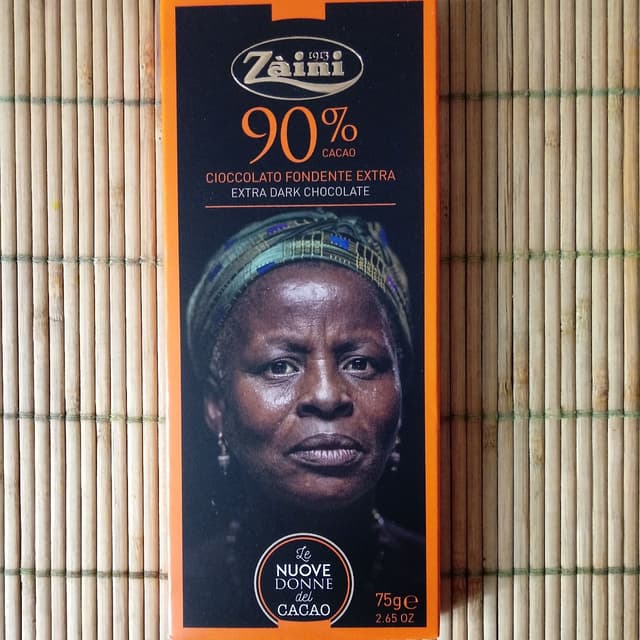 Zàini
1913
90%
CACAO
CIOCCOLATO FONDENTE EXTRA
EXTRA DARK CHOCOLATE
Le
NUOVE
DONNE
del
CACAO
75g℮
2.65 OZ